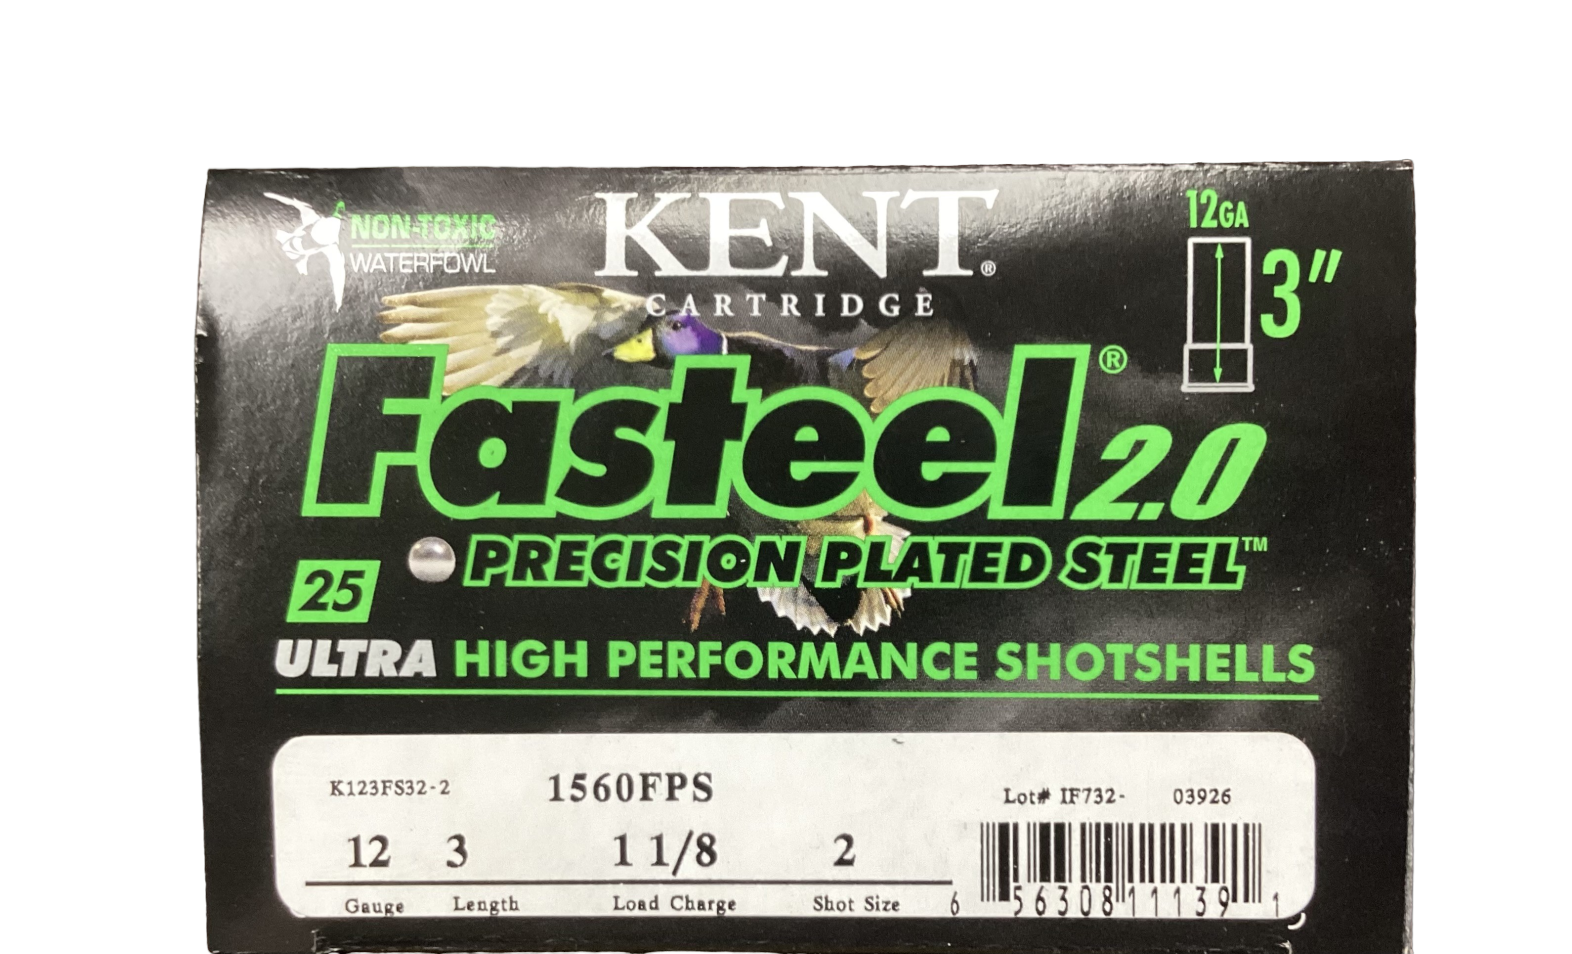 NON-TOXIC
WATERFOWL
KENT®
CARTRIDGE
12GA
3"
Fasteel® 2.0
PRECISION PLATED STEEL™
25
ULTRA HIGH PERFORMANCE SHOTSHELLS
K123FS32-2 1560FPS Lot# IF732- 03926
12 3 1 1/8 2
Gauge Length Load Charge Shot Size
6 56308 11139 1